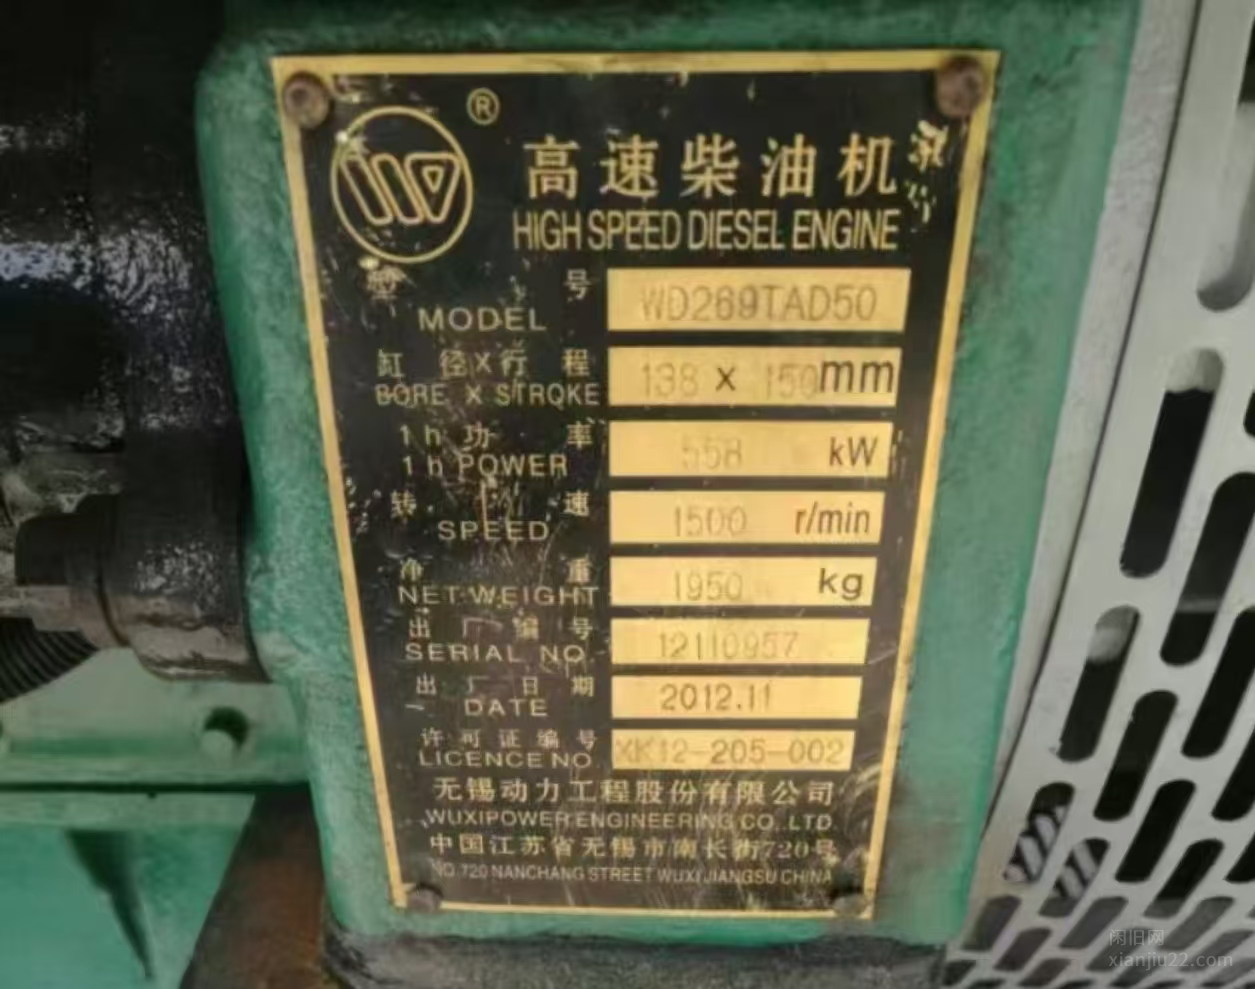 ®
高速柴油机
HIGH SPEED DIESEL ENGINE
型 号 WD269TAD50
MODEL
缸 径 X 行 程 138 x 150 mm
BORE X STROKE
1h 功 率 558 kW
1h POWER
转 速 1500 r/min
SPEED
净 重 1950 kg
NET WEIGHT
出 厂 编 号 12110957
SERIAL NO
出 厂 日 期 2012.11
DATE
许 可 证 编 号 XK12-205-002
LICENCE NO
无锡动力工程股份有限公司
WUXIPOWER ENGINEERING CO.,LTD
中国江苏省无锡市南长街720号
NO.720 NANCHANG STREET WUXI JIANGSU CHINA
闲旧网
xianjiu22.com